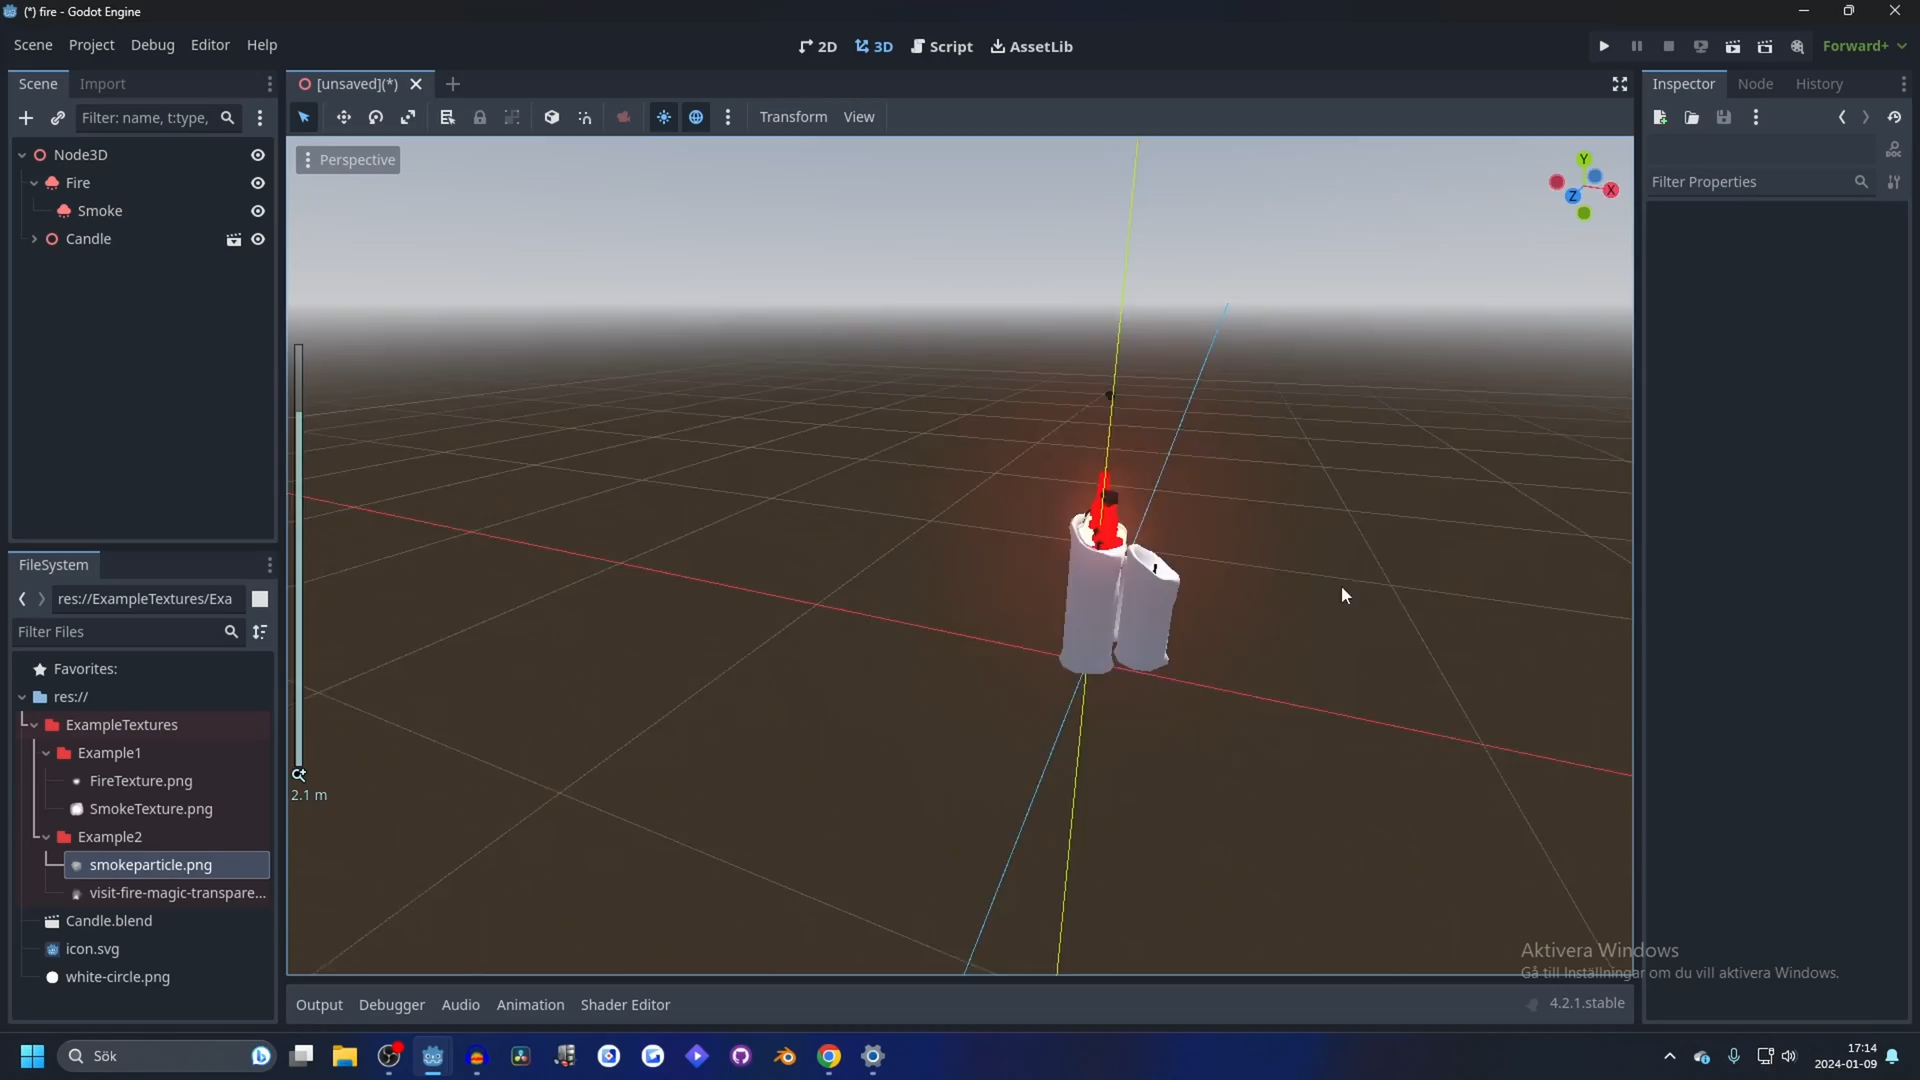 (*) fire - Godot Engine
Scene Project Debug Editor Help
2D 3D Script AssetLib
Forward+
Scene Import
[unsaved](*)
Inspector Node History
Filter: name, t:type,
Transform View
Node3D
Fire
Smoke
Candle
Perspective
Y
X
Z
DOC
Filter Properties
2.1 m
FileSystem
res://ExampleTextures/Exa
Filter Files
Favorites:
res://
ExampleTextures
Example1
FireTexture.png
SmokeTexture.png
Example2
smokeparticle.png
visit-fire-magic-transpare...
Candle.blend
icon.svg
white-circle.png
Aktivera Windows
Gå till Inställningar om du vill aktivera Windows.
Output Debugger Audio Animation Shader Editor
4.2.1.stable
Sök
17:14
2024-01-09